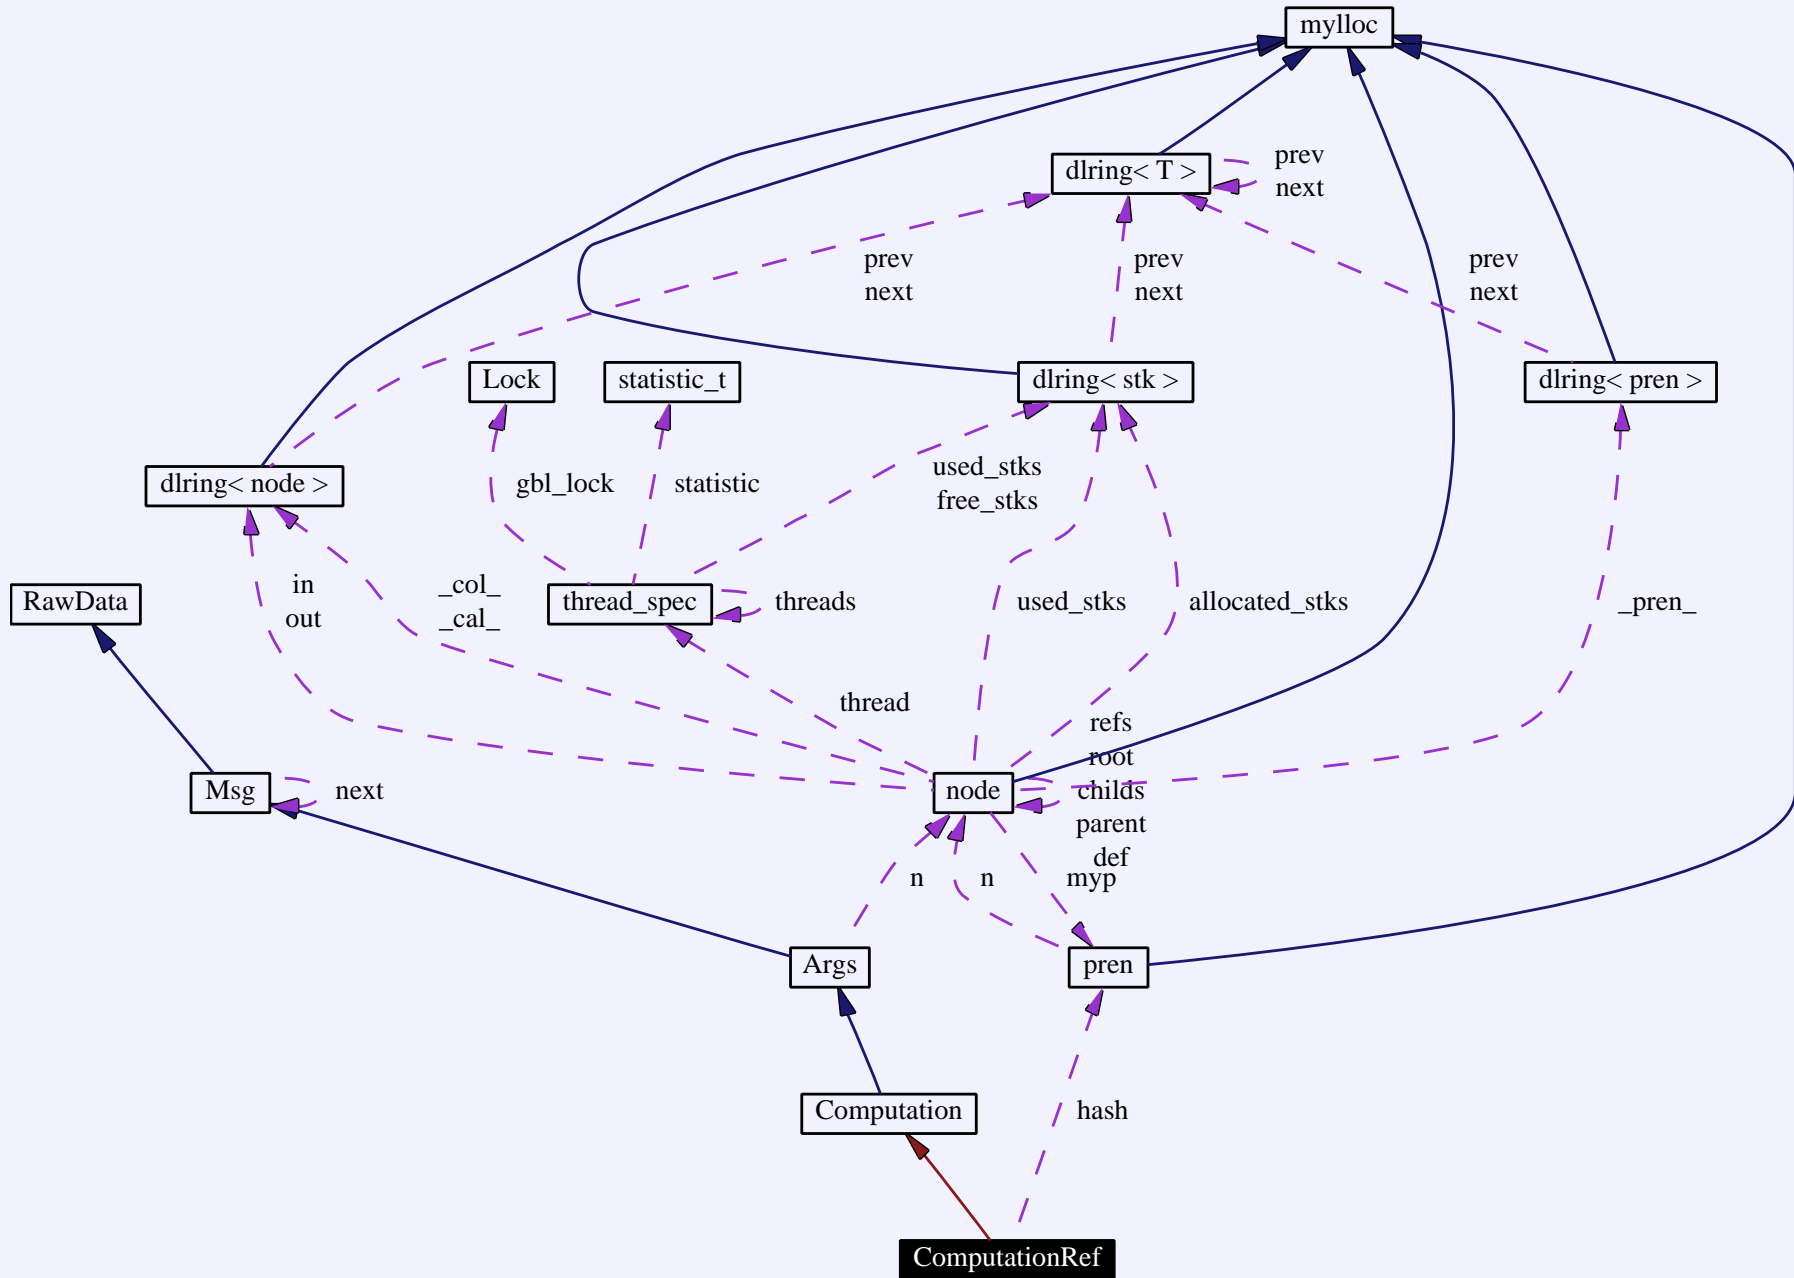 mylloc
dlring< T >
prev
next
prev
next
prev
next
prev
next
Lock
statistic_t
dlring< stk >
dlring< pren >
dlring< node >
gbl_lock
statistic
used_stks
free_stks
RawData
in
out
_col_
_cal_
thread_spec
threads
used_stks
allocated_stks
_pren_
thread
refs
root
childs
parent
def
Msg
next
node
n
n
myp
Args
pren
Computation
hash
ComputationRef